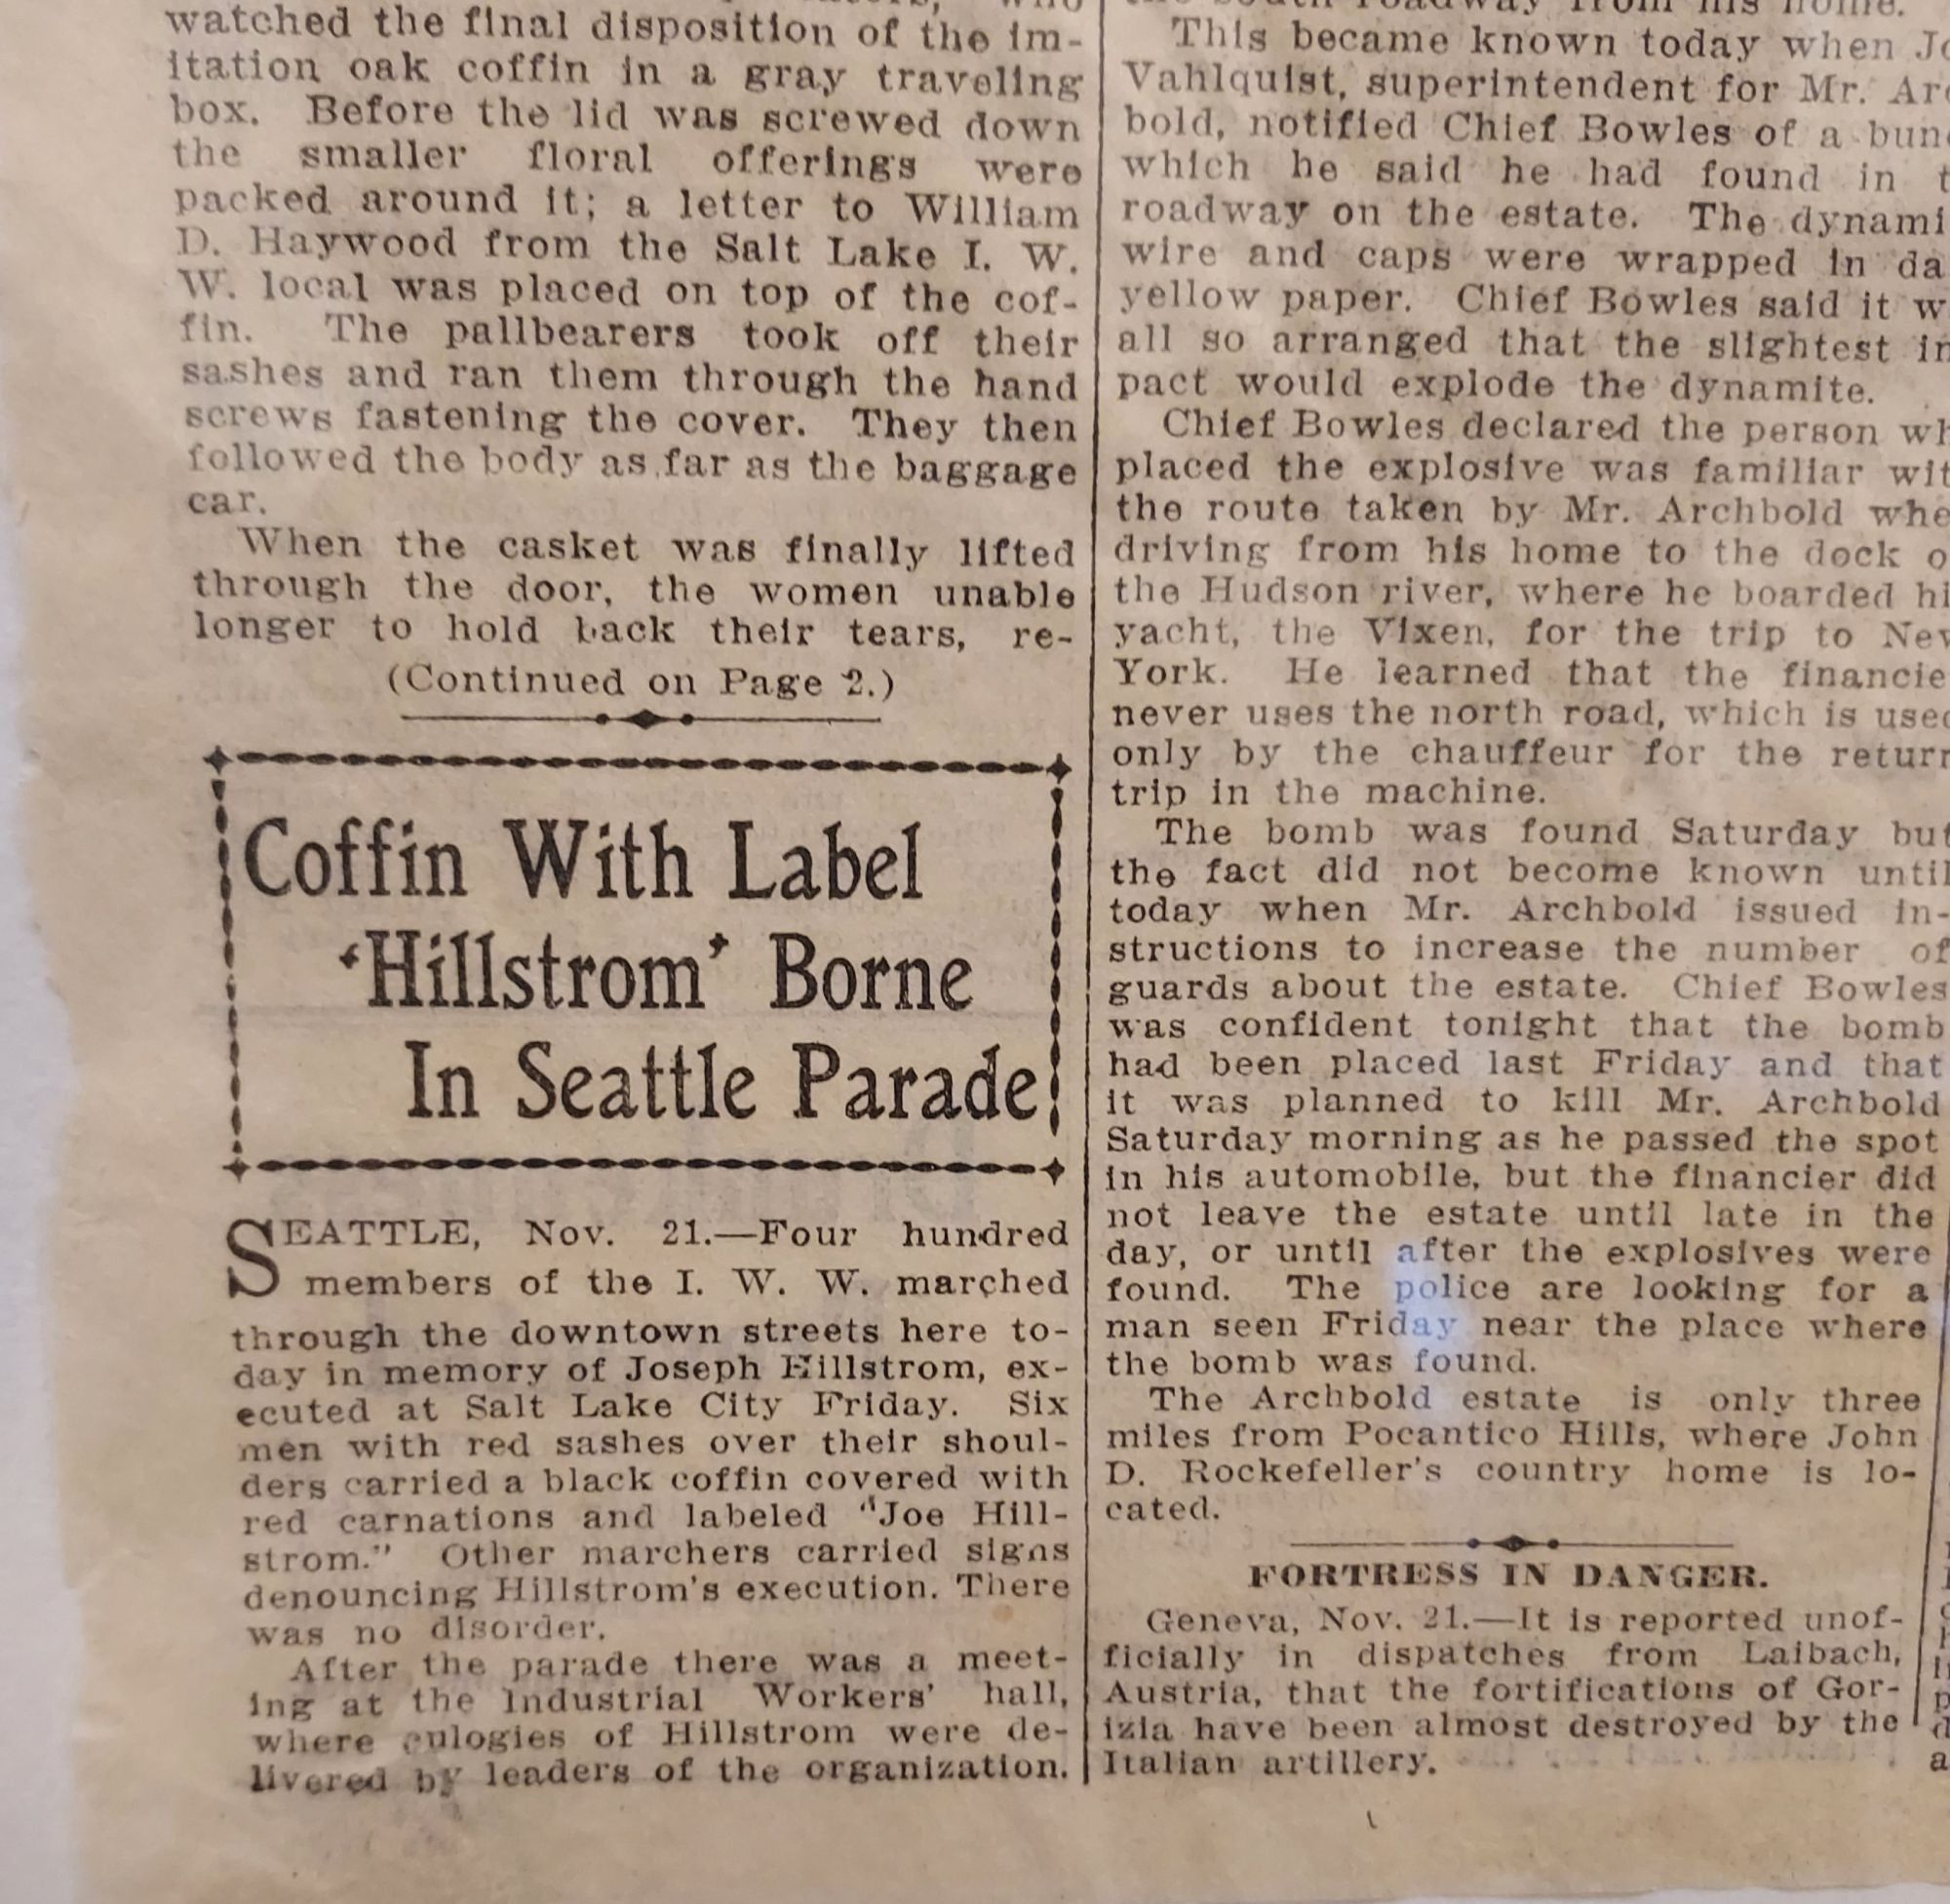 watched the final disposition of the im-
itation oak coffin in a gray traveling
box. Before the lid was screwed down
the smaller floral offerings were
packed around it; a letter to William
D. Haywood from the Salt Lake I. W.
W. local was placed on top of the cof-
fin. The pallbearers took off their
sashes and ran them through the hand
screws fastening the cover. They then
followed the body as far as the baggage
car.
When the casket was finally lifted
through the door, the women unable
longer to hold back their tears, re-
(Continued on Page 2.)
Coffin With Label
'Hillstrom' Borne
In Seattle Parade
SEATTLE, Nov. 21.—Four hundred
members of the I. W. W. marched
through the downtown streets here to-
day in memory of Joseph Hillstrom, ex-
ecuted at Salt Lake City Friday. Six
men with red sashes over their shoul-
ders carried a black coffin covered with
red carnations and labeled "Joe Hill-
strom." Other marchers carried signs
denouncing Hillstrom's execution. There
was no disorder.
After the parade there was a meet-
ing at the Industrial Workers' hall,
where eulogies of Hillstrom were de-
livered by leaders of the organization.
the south roadway from his home.
This became known today when
Vahlquist, superintendent for Mr. Arc
bold, notified Chief Bowles of a bun
which he said he had found in t
roadway on the estate. The dynami
wire and caps were wrapped in da
yellow paper. Chief Bowles said it w
all so arranged that the slightest im
pact would explode the dynamite.
Chief Bowles declared the person wh
placed the explosive was familiar wit
the route taken by Mr. Archbold whe
driving from his home to the dock o
the Hudson river, where he boarded hi
yacht, the Vixen, for the trip to New
York. He learned that the financie
never uses the north road, which is used
only by the chauffeur for the return
trip in the machine.
The bomb was found Saturday but
the fact did not become known until
today when Mr. Archbold issued in-
structions to increase the number of
guards about the estate. Chief Bowles
was confident tonight that the bomb
had been placed last Friday and that
it was planned to kill Mr. Archbold
Saturday morning as he passed the spot
in his automobile, but the financier did
not leave the estate until late in the
day, or until after the explosives were
found. The police are looking for a
man seen Friday near the place where
the bomb was found.
The Archbold estate is only three
miles from Pocantico Hills, where John
D. Rockefeller's country home is lo-
cated.
FORTRESS IN DANGER.
Geneva, Nov. 21.—It is reported unof-
ficially in dispatches from Laibach,
Austria, that the fortifications of Gor-
izia have been almost destroyed by the
Italian artillery.